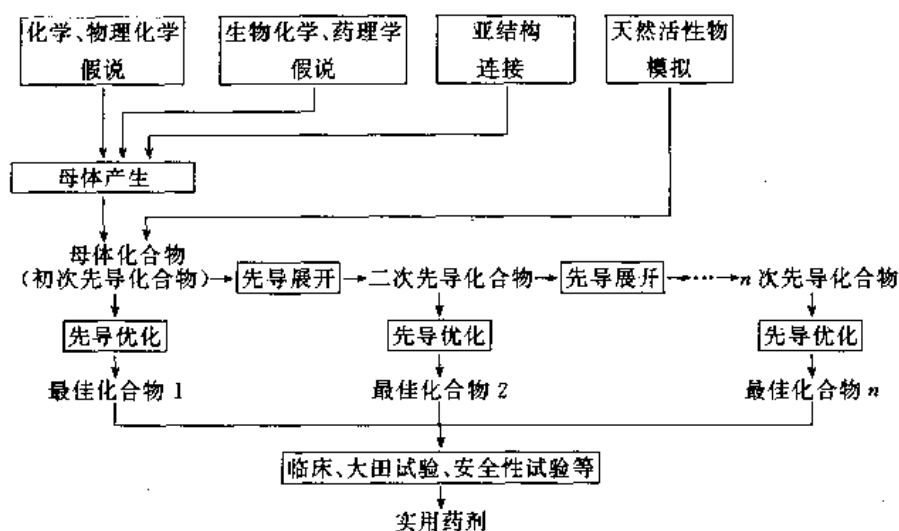 化学、物理化学
假说
生物化学、药理学
假说
亚结构
连接
天然活性物
模拟
母体产生
母体化合物
(初次先导化合物)
先导展开
二次先导化合物
先导展开
…
n 次先导化合物
先导优化
先导优化
先导优化
最佳化合物 1
最佳化合物 2
最佳化合物 n
临床、大田试验、安全性试验等
实用药剂